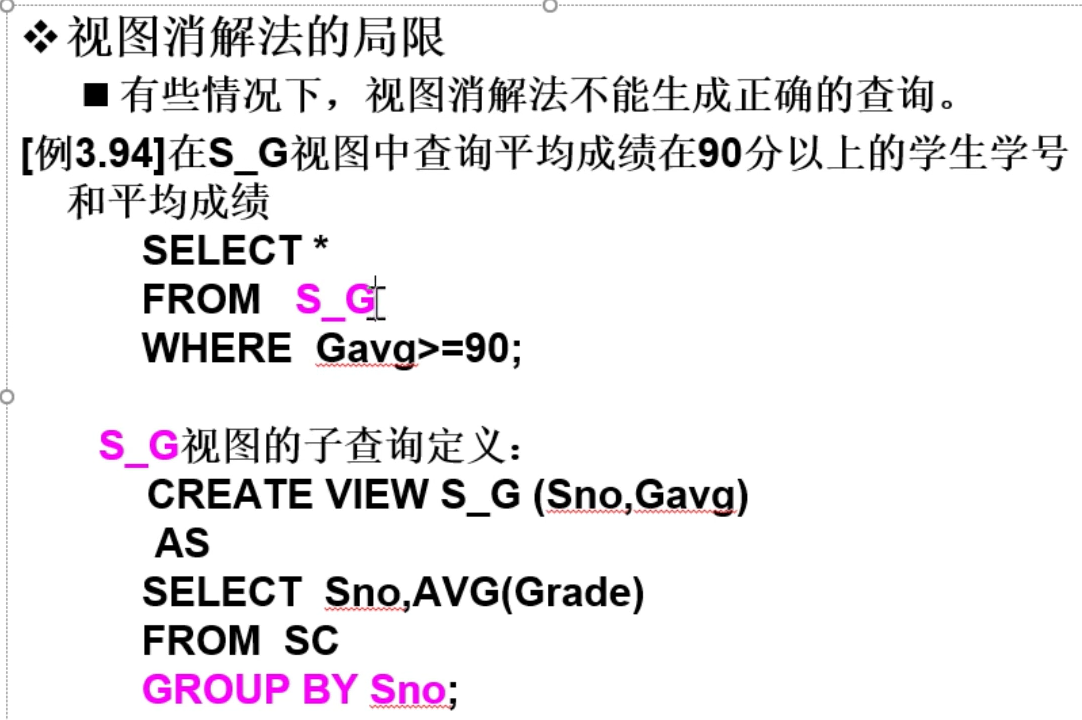 ❖视图消解法的局限
■ 有些情况下，视图消解法不能生成正确的查询。
[例3.94]在S_G视图中查询平均成绩在90分以上的学生学号
和平均成绩
SELECT *
FROM S_G
WHERE Gavg>=90;
S_G视图的子查询定义：
CREATE VIEW S_G (Sno,Gavg)
AS
SELECT Sno,AVG(Grade)
FROM SC
GROUP BY Sno;